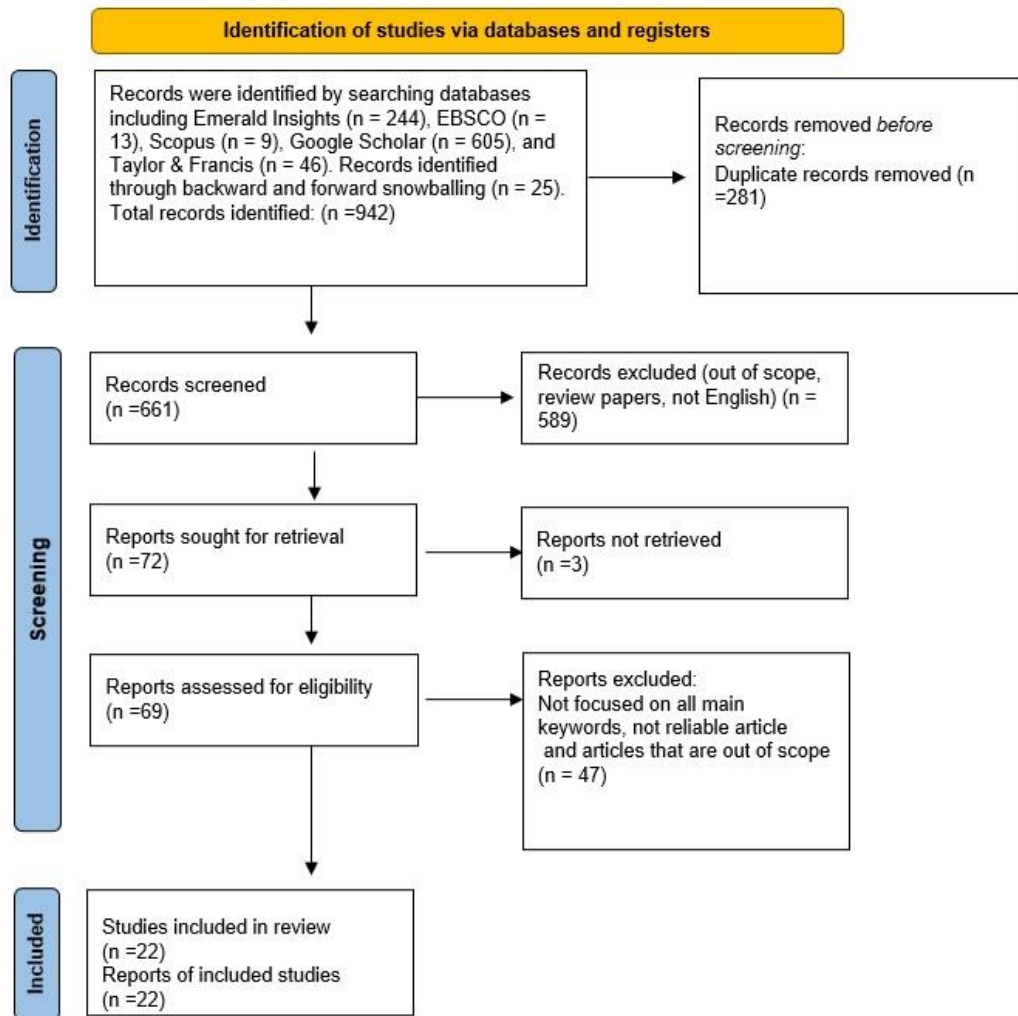 Identification of studies via databases and registers
Identification
Records were identified by searching databases
including Emerald Insights (n = 244), EBSCO (n =
13), Scopus (n = 9), Google Scholar (n = 605), and
Taylor & Francis (n = 46). Records identified
through backward and forward snowballing (n = 25).
Total records identified: (n =942)
Records removed before
screening:
Duplicate records removed (n
=281)
Screening
Records screened
(n =661)
Records excluded (out of scope,
review papers, not English) (n =
589)
Reports sought for retrieval
(n =72)
Reports not retrieved
(n =3)
Reports assessed for eligibility
(n =69)
Reports excluded:
Not focused on all main
keywords, not reliable article
and articles that are out of scope
(n = 47)
Included
Studies included in review
(n =22)
Reports of included studies
(n =22)